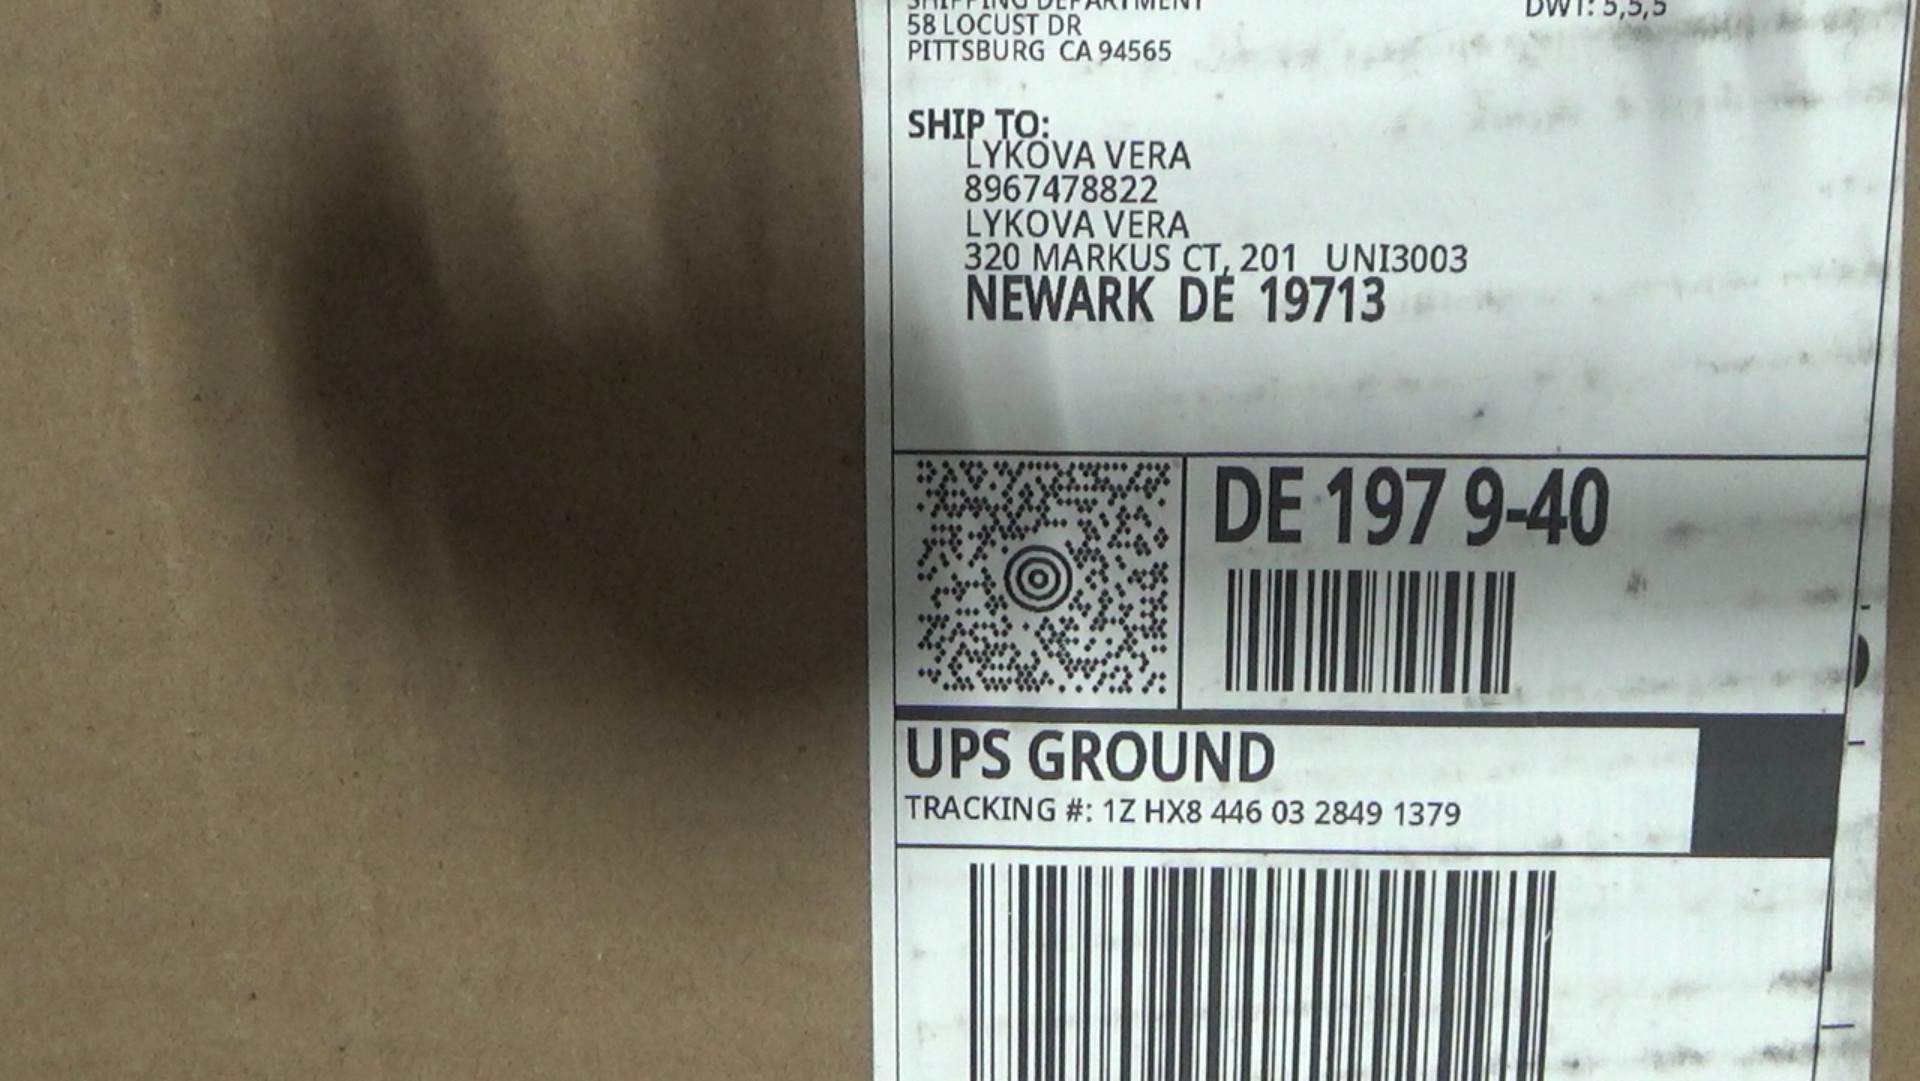 SHIPPING DEPARTMENT
DWT: 5,5,5
58 LOCUST DR
PITTSBURG CA 94565
SHIP TO:
LYKOVA VERA
8967478822
LYKOVA VERA
320 MARKUS CT, 201 UNI3003
NEWARK DE 19713
DE 197 9-40
UPS GROUND
TRACKING #: 1Z HX8 446 03 2849 1379